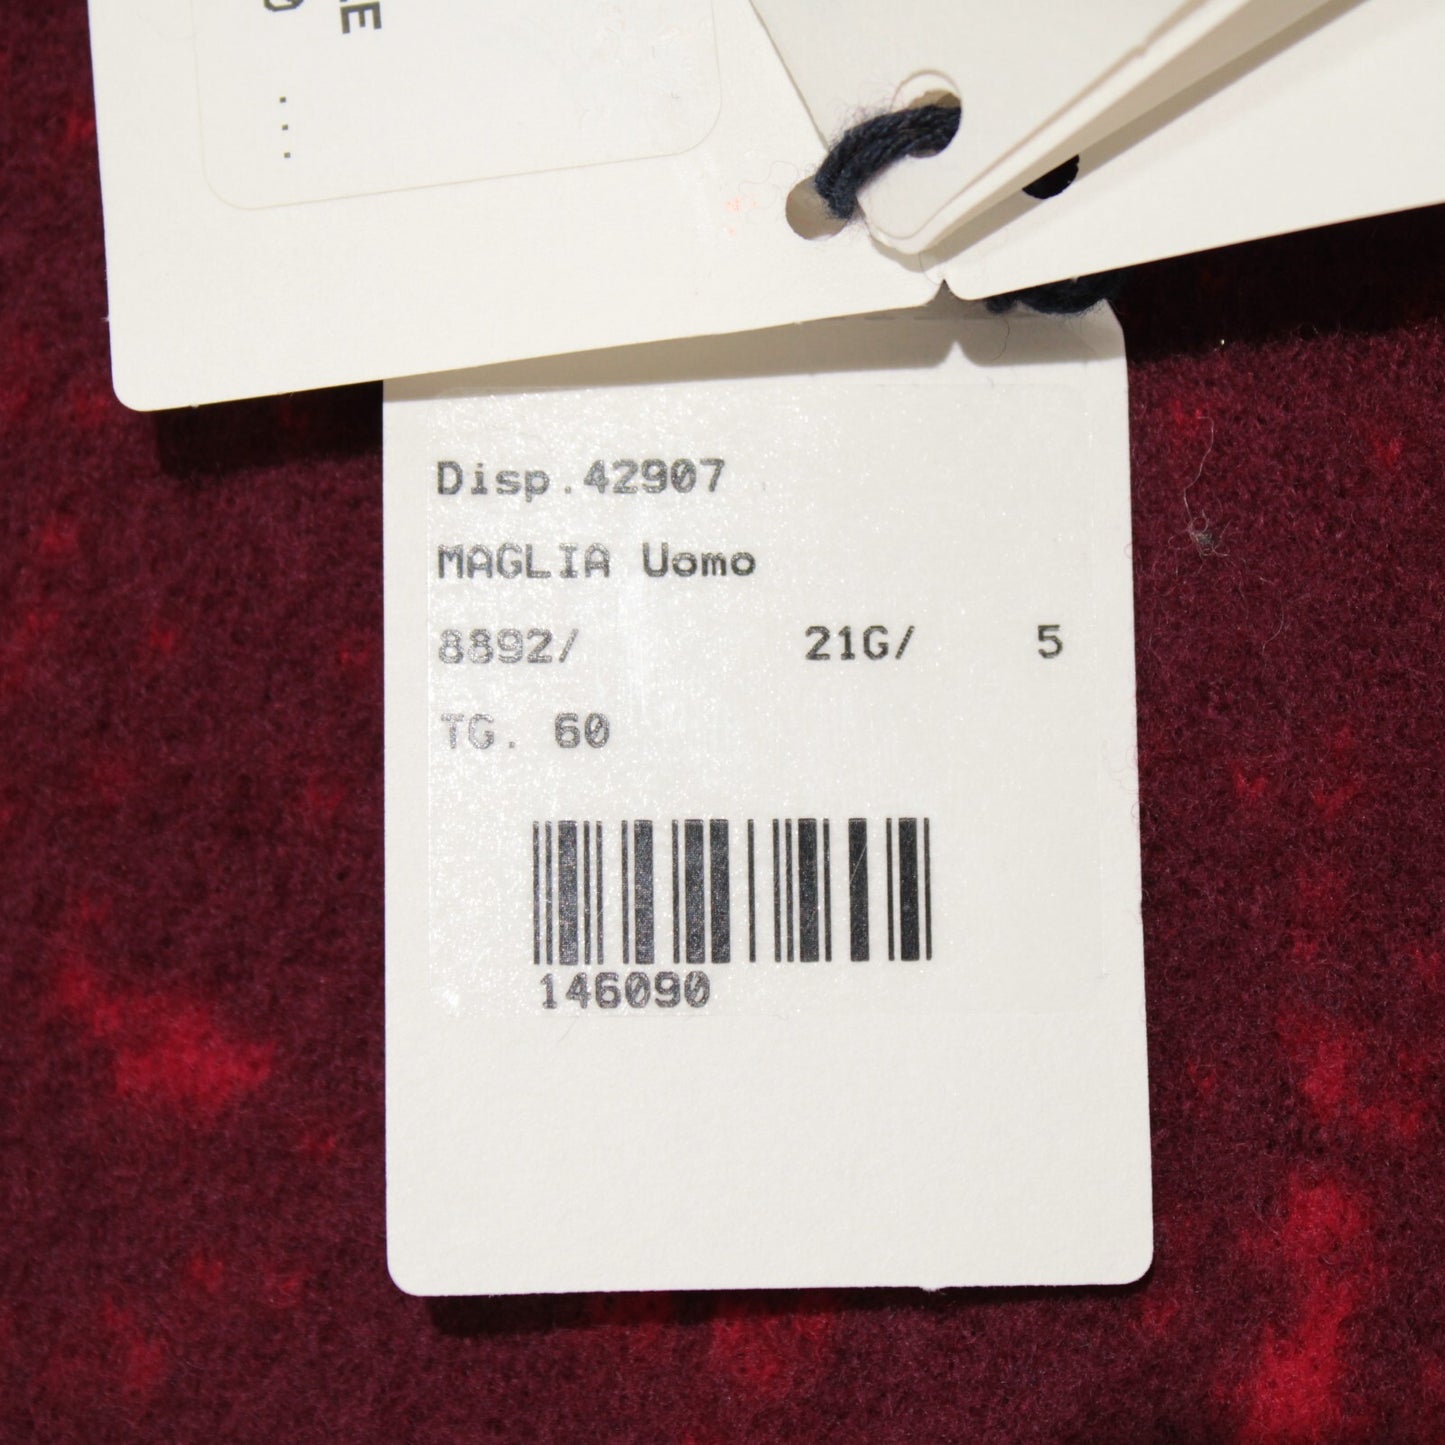 Disp.42907
MAGLIA Uomo
8892/ 21G/ 5
TG. 60
146090